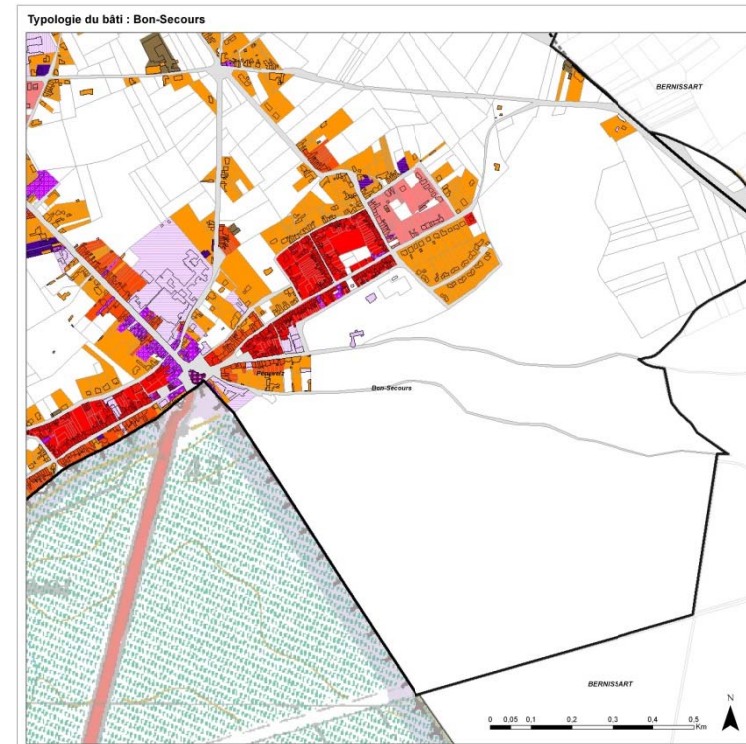 Typologie du bâti : Bon-Secours
BERNISSART
43
Péruwelz
Bon-Secours
BERNISSART
N
0 0,05 0,1 0,2 0,3 0,4 0,5
Km